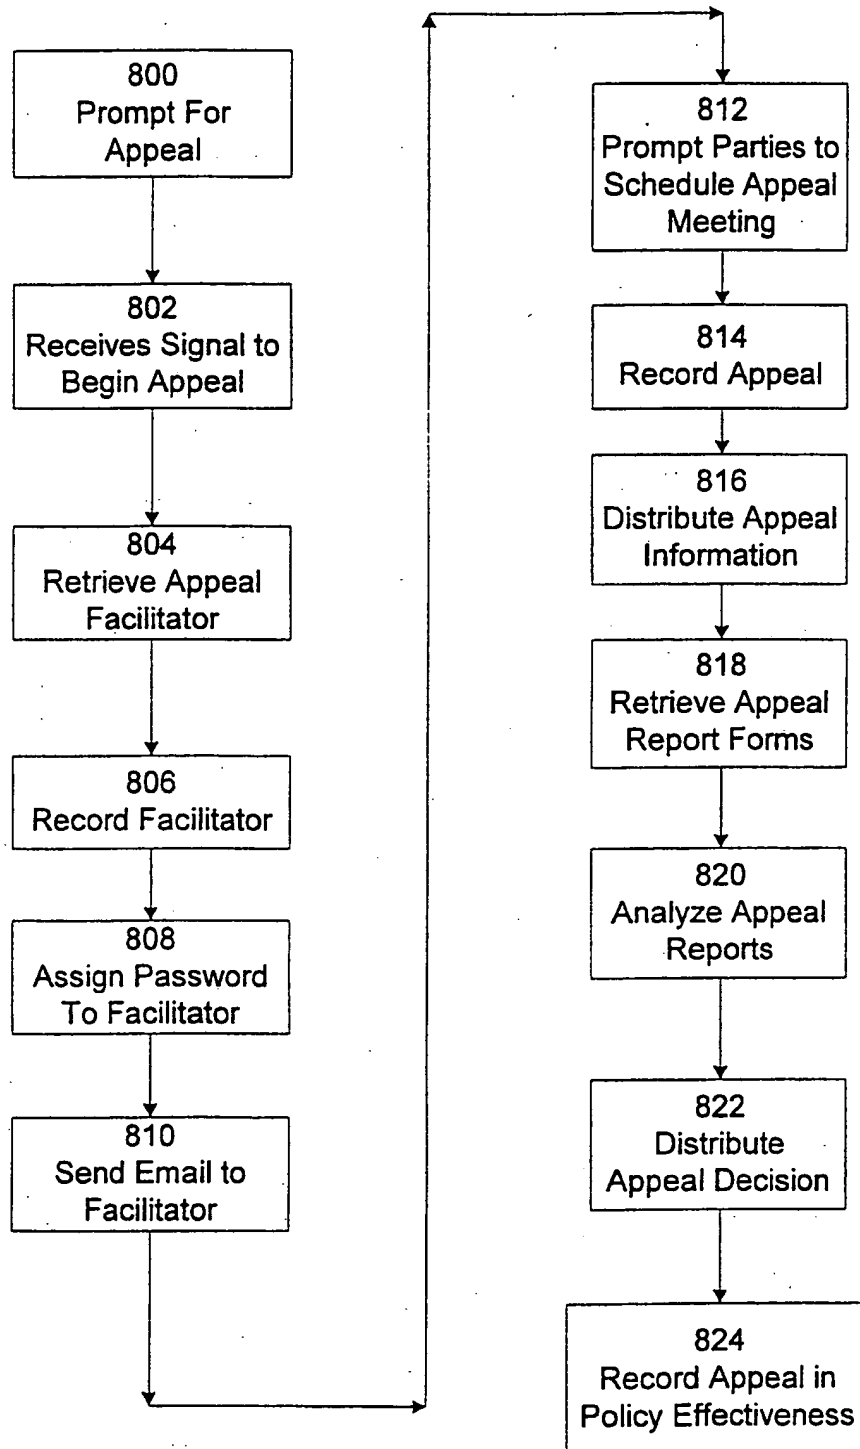 800
Prompt For
Appeal
802
Receives Signal to
Begin Appeal
804
Retrieve Appeal
Facilitator
806
Record Facilitator
808
Assign Password
To Facilitator
810
Send Email to
Facilitator
812
Prompt Parties to
Schedule Appeal
Meeting
814
Record Appeal
816
Distribute Appeal
Information
818
Retrieve Appeal
Report Forms
820
Analyze Appeal
Reports
822
Distribute
Appeal Decision
824
Record Appeal in
Policy Effectiveness